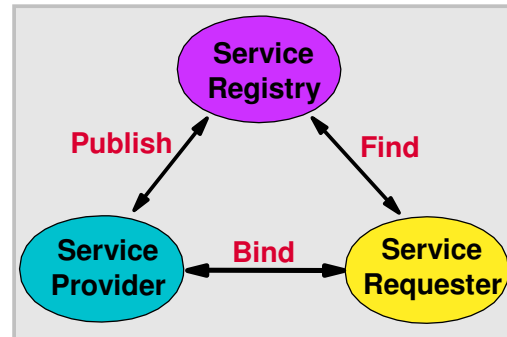 Service
Registry
Publish
Find
Service
Provider
Bind
Service
Requester